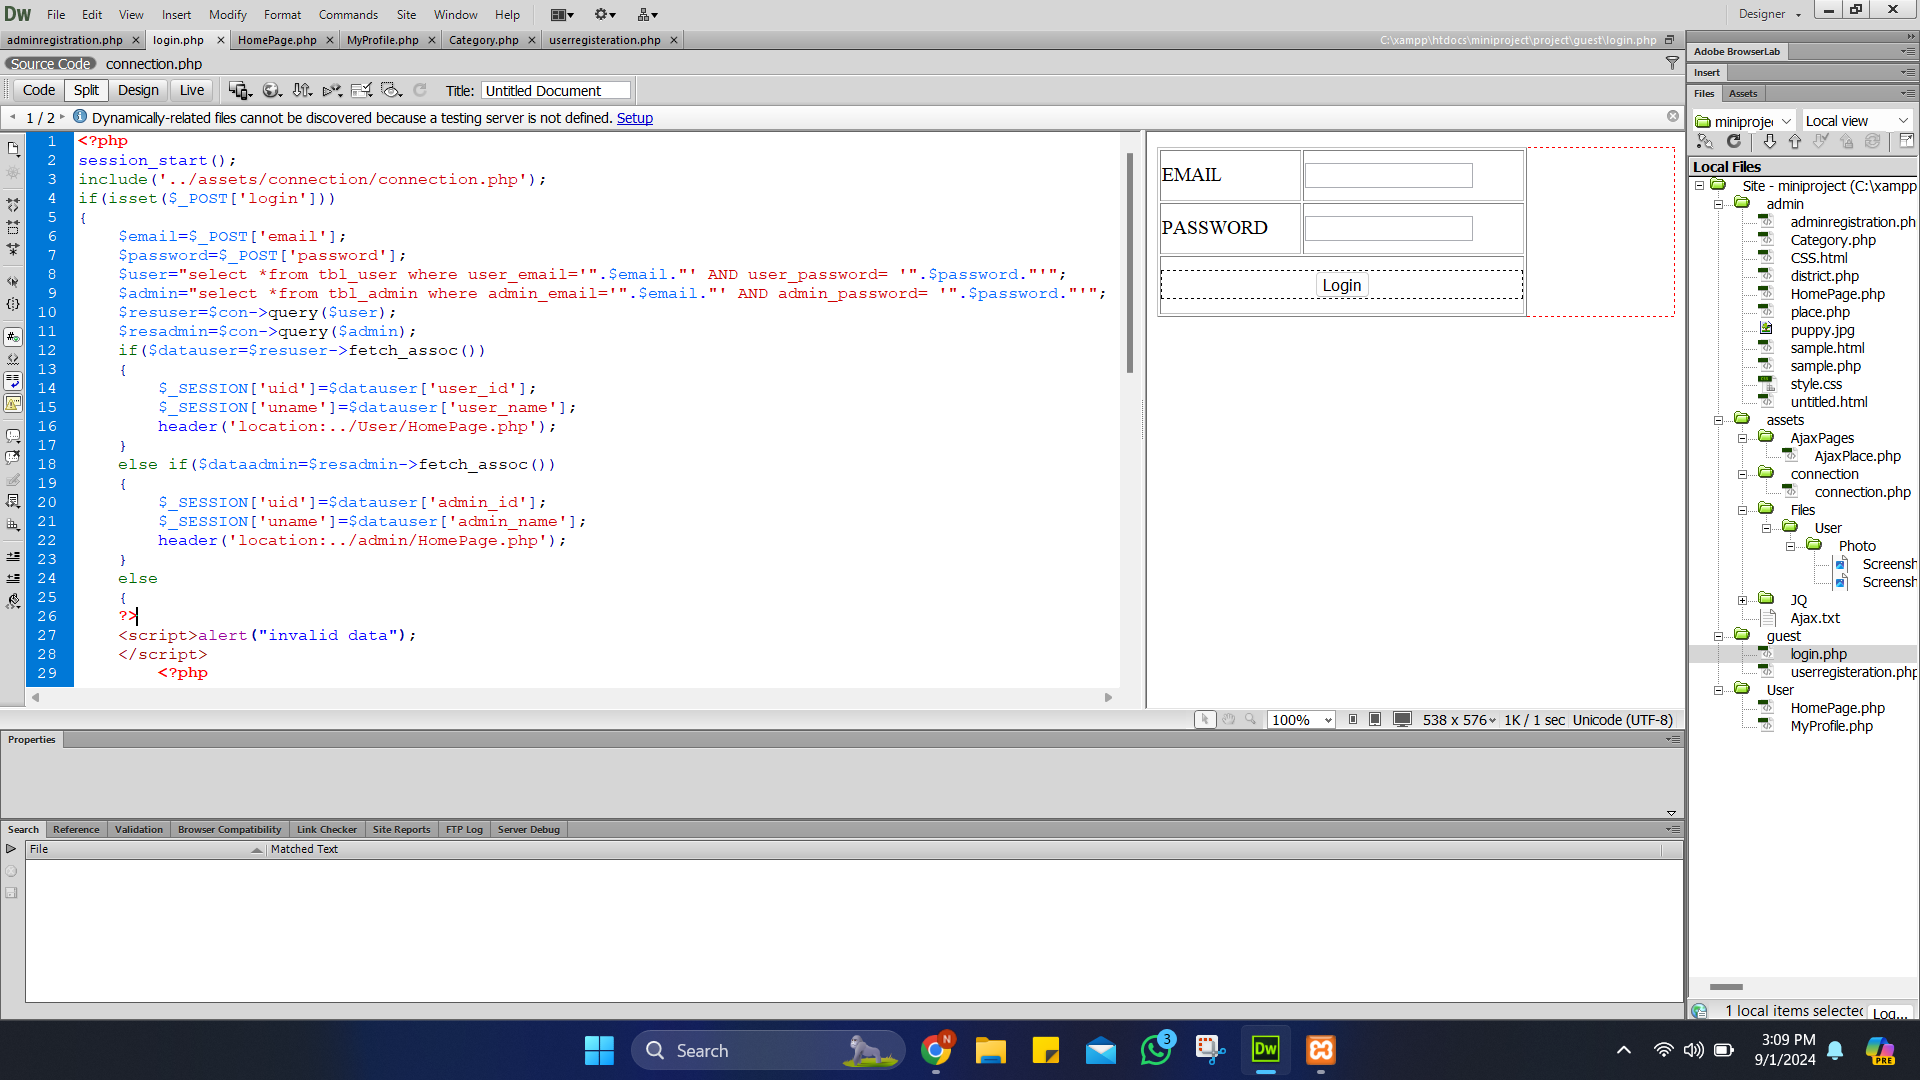 Dw File Edit View Insert Modify Format Commands Site Window Help Designer
adminregistration.php login.php HomePage.php MyProfile.php Category.php userregisteration.php C:\xampp\htdocs\miniproject\project\guest\login.php
Source Code connection.php
Code Split Design Live Title: Untitled Document
1 / 2 Dynamically-related files cannot be discovered because a testing server is not defined. Setup
1 <?php
2 session_start();
3 include('../assets/connection/connection.php');
4 if(isset($_POST['login']))
5 {
6 $email=$_POST['email'];
7 $password=$_POST['password'];
8 $user="select *from tbl_user where user_email='".$email."' AND user_password= '".$password."'";
9 $admin="select *from tbl_admin where admin_email='".$email."' AND admin_password= '".$password."'";
10 $resuser=$con->query($user);
11 $resadmin=$con->query($admin);
12 if($datauser=$resuser->fetch_assoc())
13 {
14 $_SESSION['uid']=$datauser['user_id'];
15 $_SESSION['uname']=$datauser['user_name'];
16 header('location:../User/HomePage.php');
17 }
18 else if($dataadmin=$resadmin->fetch_assoc())
19 {
20 $_SESSION['uid']=$datauser['admin_id'];
21 $_SESSION['uname']=$datauser['admin_name'];
22 header('location:../admin/HomePage.php');
23 }
24 else
25 {
26 ?>
27 <script>alert("invalid data");
28 </script>
29 <?php
EMAIL
PASSWORD
Login
100% 538 x 576 1K / 1 sec Unicode (UTF-8)
Properties
Search Reference Validation Browser Compatibility Link Checker Site Reports FTP Log Server Debug
File Matched Text
Adobe BrowserLab
Insert
Files Assets
miniproje Local view
Local Files
Site - miniproject (C:\xampp
admin
adminregistration.ph
Category.php
CSS.html
district.php
HomePage.php
place.php
puppy.jpg
sample.html
sample.php
style.css
untitled.html
assets
AjaxPages
AjaxPlace.php
connection
connection.php
Files
User
Photo
Screensh
Screensh
JQ
Ajax.txt
guest
login.php
userregisteration.php
User
HomePage.php
MyProfile.php
1 local items selected Log...
Search N 3 Dw 3:09 PM
9/1/2024 PRE